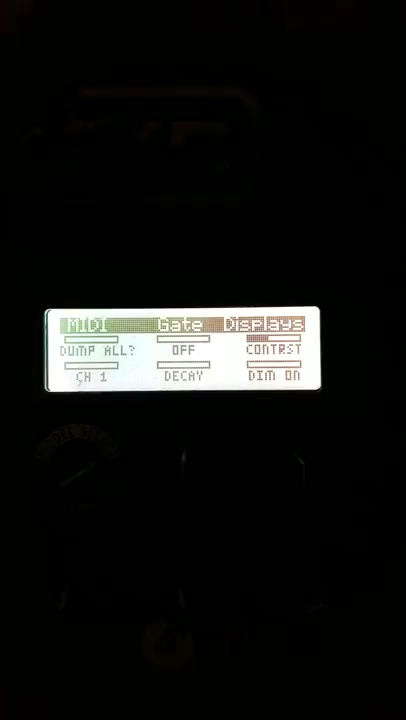 MIDI Gate Displays
DUMP ALL? OFF CONTRST
CH 1 DECAY DIM ON